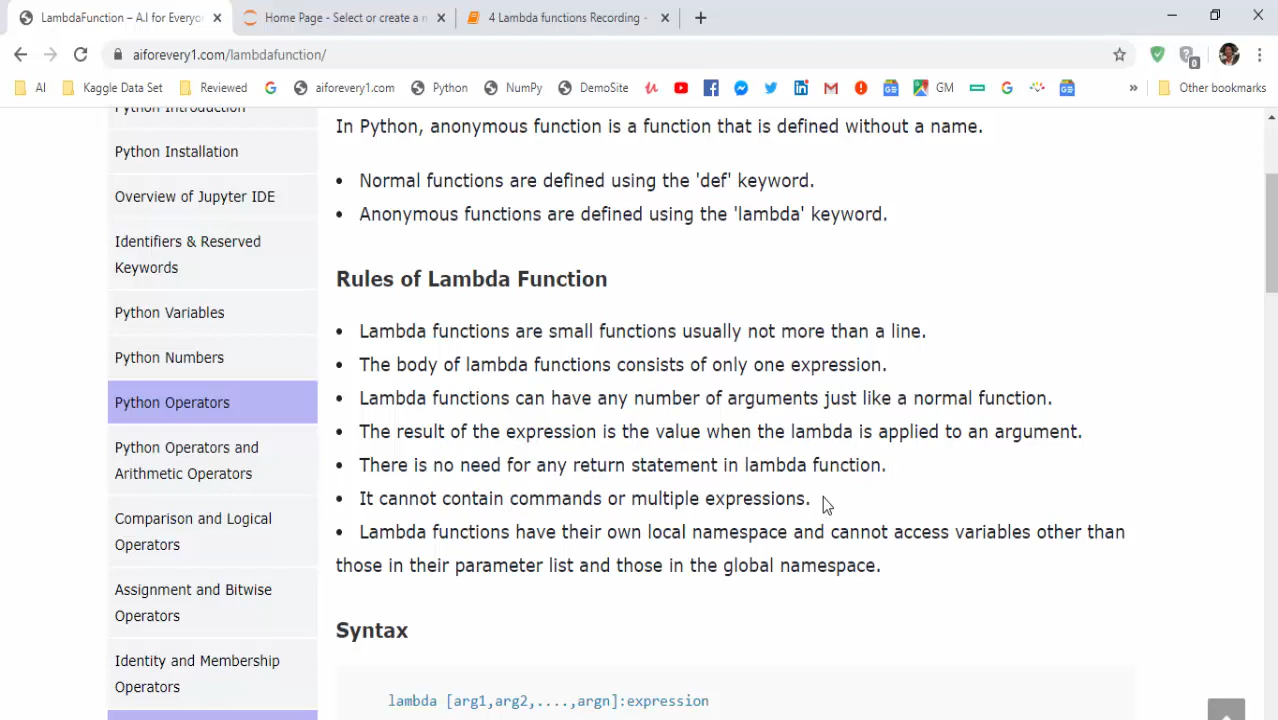 LambdaFunction – A.I for Everyo
Home Page - Select or create a n
4 Lambda functions Recording -
aiforevery1.com/lambdafunction/
AI
Kaggle Data Set
Reviewed
aiforevery1.com
Python
NumPy
DemoSite
GM
»
Other bookmarks
Python Introduction
Python Installation
Overview of Jupyter IDE
Identifiers & Reserved
Keywords
Python Variables
Python Numbers
Python Operators
Python Operators and
Arithmetic Operators
Comparison and Logical
Operators
Assignment and Bitwise
Operators
Identity and Membership
Operators
In Python, anonymous function is a function that is defined without a name.
• Normal functions are defined using the 'def' keyword.
• Anonymous functions are defined using the 'lambda' keyword.
Rules of Lambda Function
• Lambda functions are small functions usually not more than a line.
• The body of lambda functions consists of only one expression.
• Lambda functions can have any number of arguments just like a normal function.
• The result of the expression is the value when the lambda is applied to an argument.
• There is no need for any return statement in lambda function.
• It cannot contain commands or multiple expressions.
• Lambda functions have their own local namespace and cannot access variables other than
those in their parameter list and those in the global namespace.
Syntax
lambda [arg1,arg2,....,argn]:expression